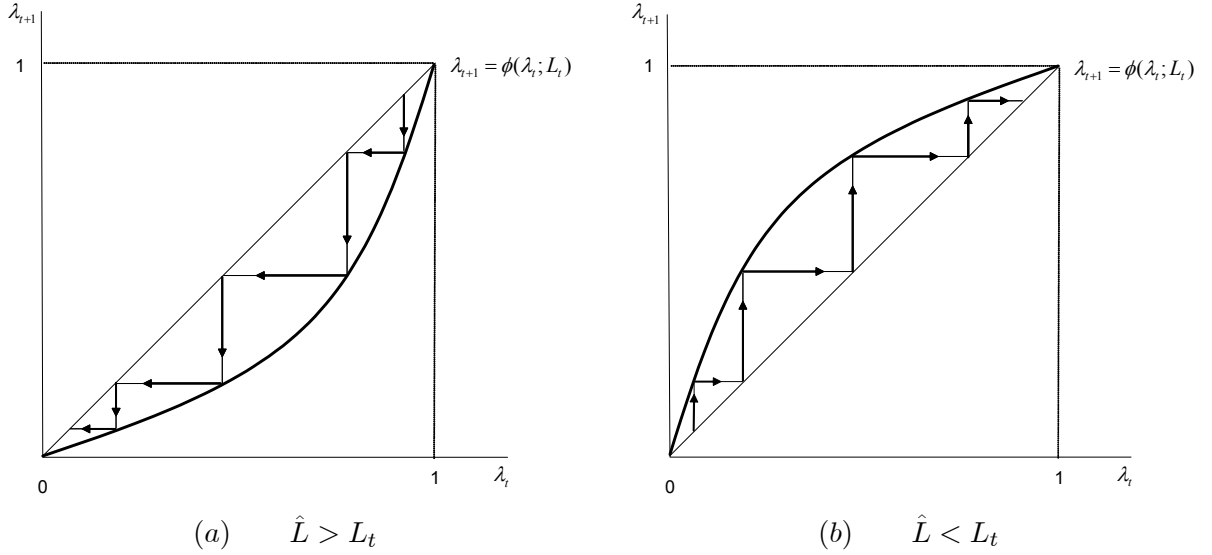 λ_{t+1}
1
λ_{t+1} = ϕ(λ_t; L_t)
0
1
λ_t
(a) L̂ > L_t
λ_{t+1}
1
λ_{t+1} = ϕ(λ_t; L_t)
0
1
λ_t
(b) L̂ < L_t